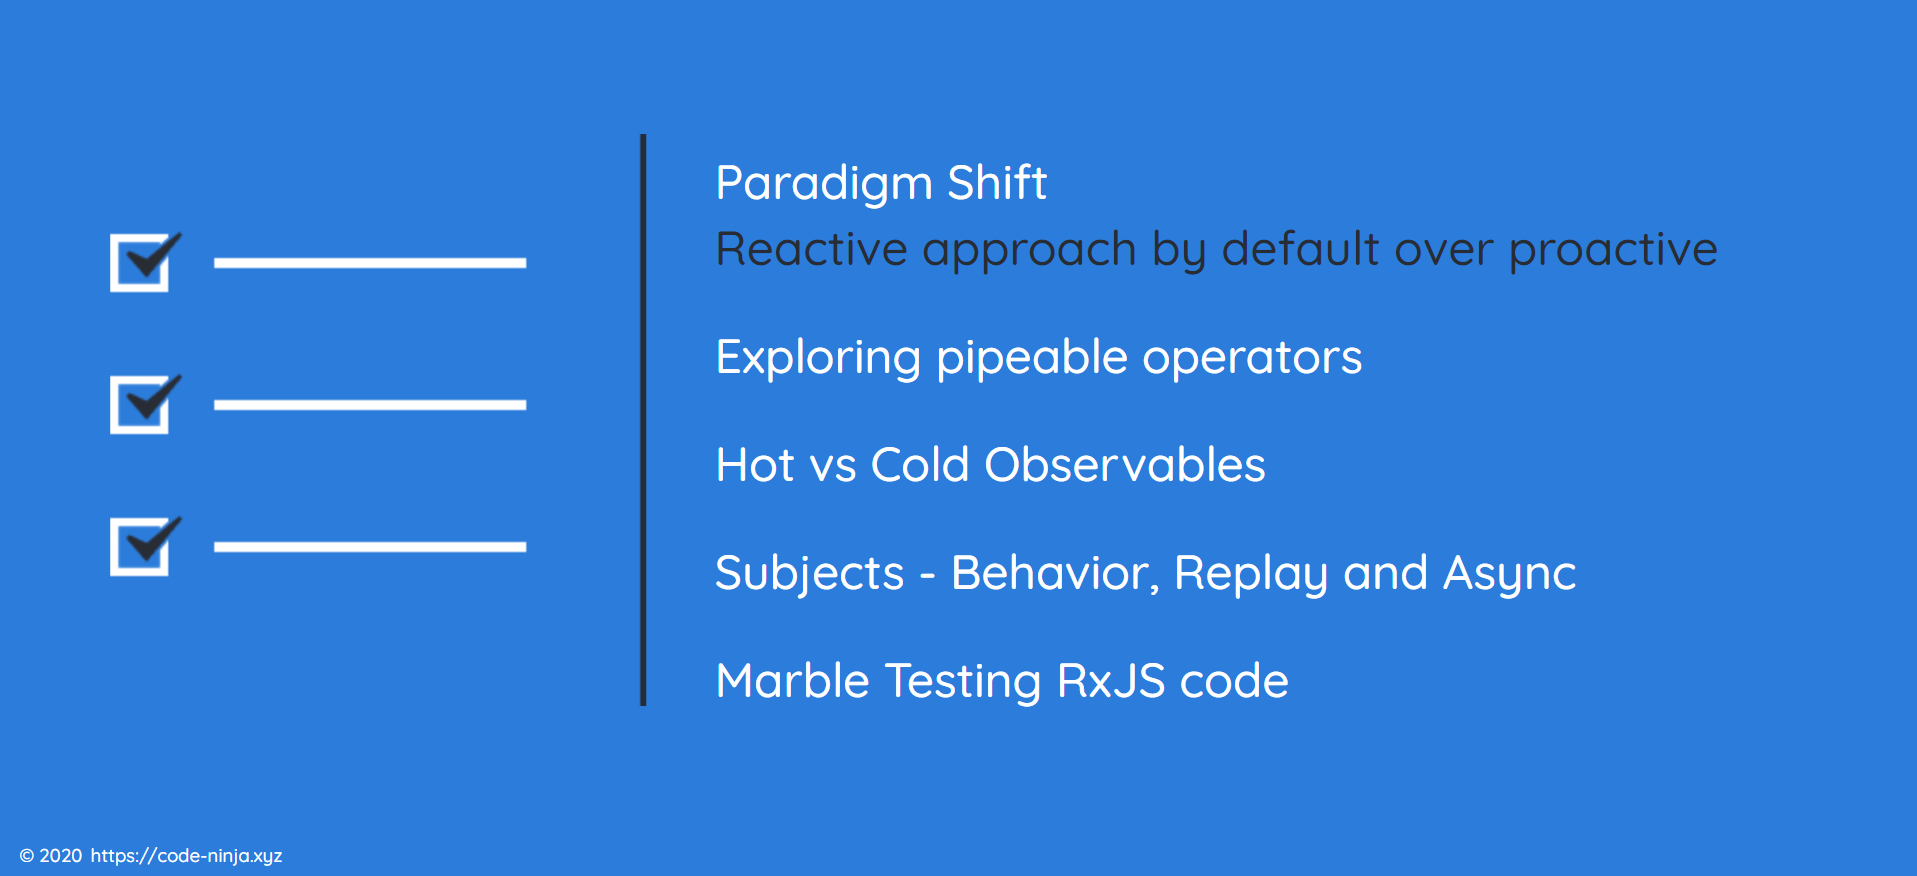 Paradigm Shift
Reactive approach by default over proactive
Exploring pipeable operators
Hot vs Cold Observables
Subjects - Behavior, Replay and Async
Marble Testing RxJS code
© 2020 https://code-ninja.xyz